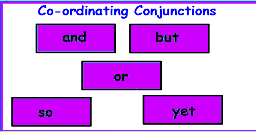 Co-ordinating Conjunctions
and but
or
so yet